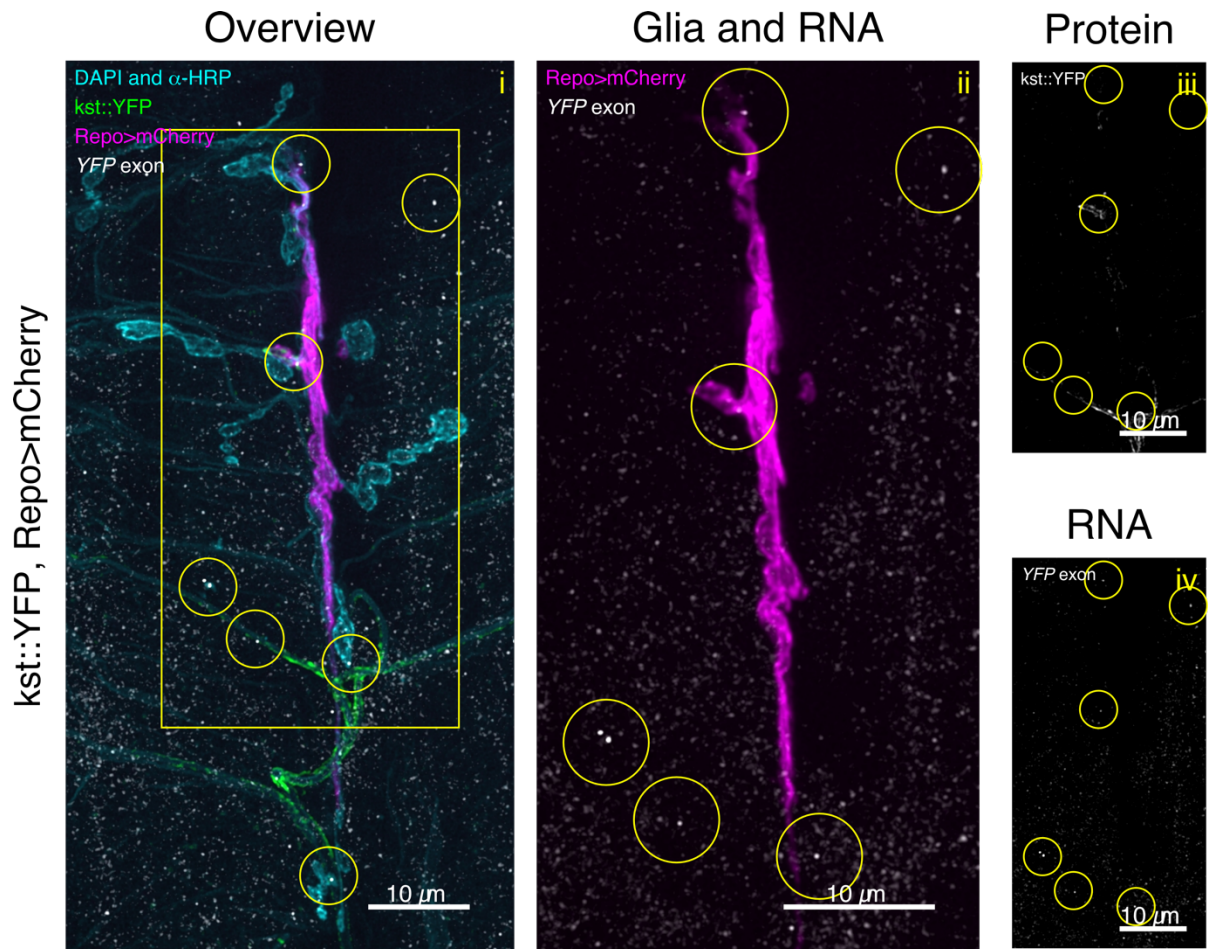 Overview
Glia and RNA
Protein
kst::YFP, Repo>mCherry
DAPI and α-HRP
i
kst::YFP
Repo>mCherry
YFP exon
10 µm
Repo>mCherry
ii
YFP exon
10 µm
kst::YFP
iii
10 µm
RNA
YFP exon
iv
10 µm